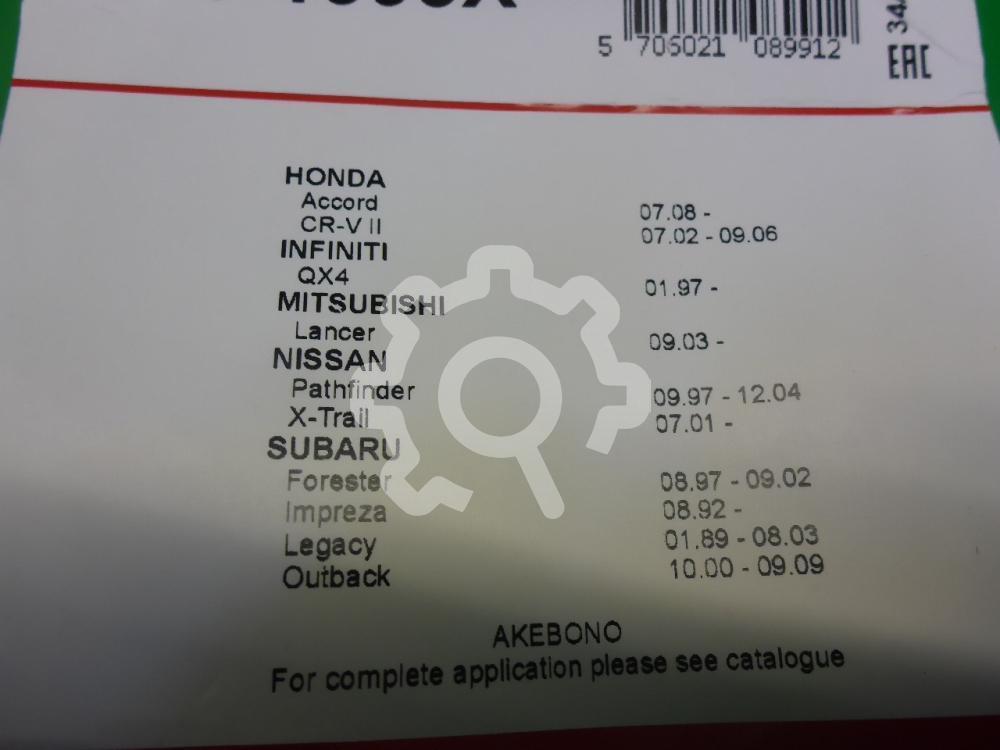 5 706021 089912
34
EAC
HONDA
Accord 07.08 -
CR-V II 07.02 - 09.06
INFINITI
QX4 01.97 -
MITSUBISHI
Lancer 09.03 -
NISSAN
Pathfinder 09.97 - 12.04
X-Trail 07.01 -
SUBARU
Forester 08.97 - 09.02
Impreza 08.92 -
Legacy 01.89 - 08.03
Outback 10.00 - 09.09
AKEBONO
For complete application please see catalogue